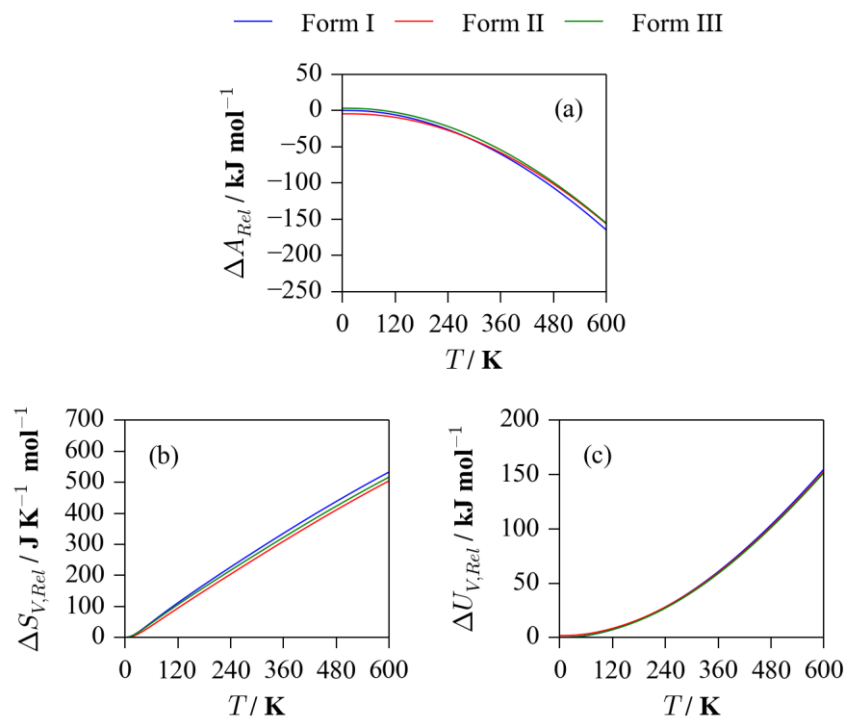 Form I Form II Form III
50
0
−50
−100
−150
−200
−250
0 120 240 360 480 600
ΔA_Rel / kJ mol⁻¹
T / K
(a)
700
600
500
400
300
200
100
0
0 120 240 360 480 600
ΔS_V,Rel / J K⁻¹ mol⁻¹
T / K
(b)
200
150
100
50
0
0 120 240 360 480 600
ΔU_V,Rel / kJ mol⁻¹
T / K
(c)